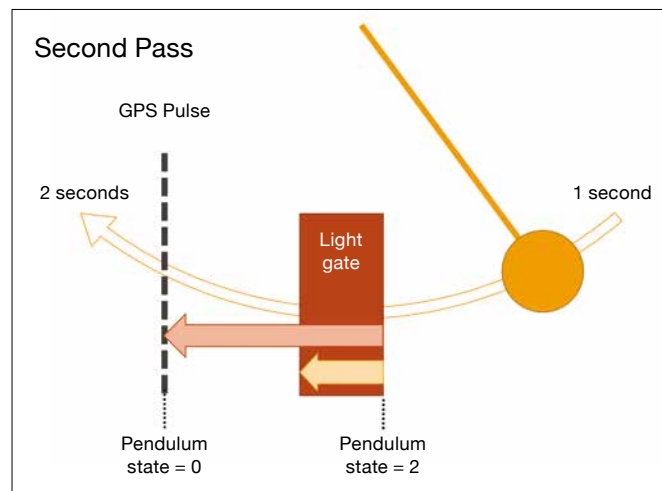 Second Pass
GPS Pulse
2 seconds
1 second
Light
gate
Pendulum
state = 0
Pendulum
state = 2